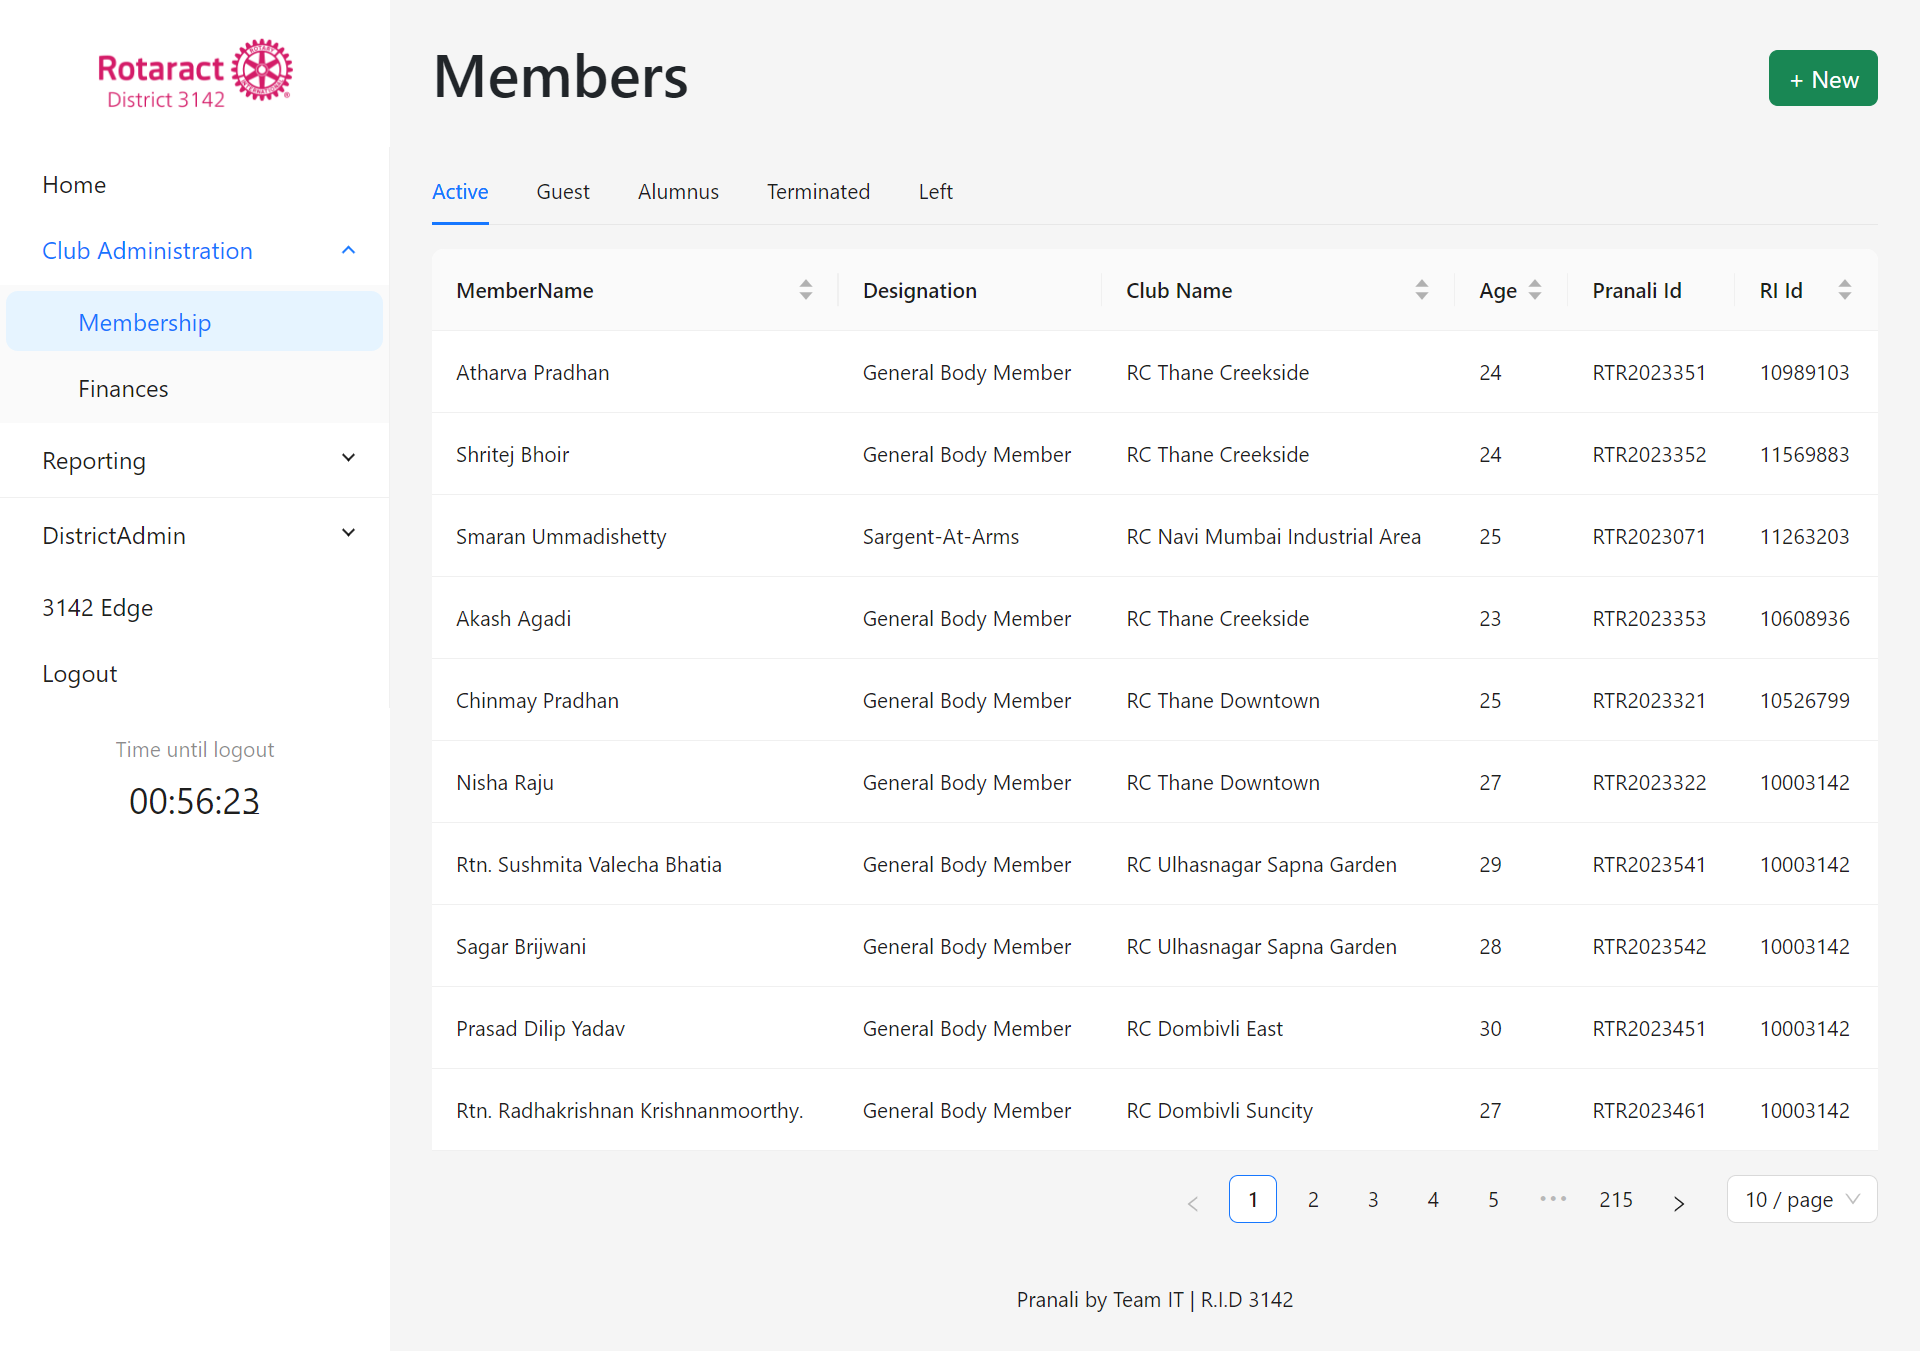 Rotaract
District 3142
ROTARY
INTERNATIONAL
Home
Club Administration
Membership
Finances
Reporting
DistrictAdmin
3142 Edge
Logout
Time until logout
00:56:23
Members
+ New
Active Guest Alumnus Terminated Left
MemberName Designation Club Name Age Pranali Id RI Id
Atharva Pradhan General Body Member RC Thane Creekside 24 RTR2023351 10989103
Shritej Bhoir General Body Member RC Thane Creekside 24 RTR2023352 11569883
Smaran Ummadishetty Sargent-At-Arms RC Navi Mumbai Industrial Area 25 RTR2023071 11263203
Akash Agadi General Body Member RC Thane Creekside 23 RTR2023353 10608936
Chinmay Pradhan General Body Member RC Thane Downtown 25 RTR2023321 10526799
Nisha Raju General Body Member RC Thane Downtown 27 RTR2023322 10003142
Rtn. Sushmita Valecha Bhatia General Body Member RC Ulhasnagar Sapna Garden 29 RTR2023541 10003142
Sagar Brijwani General Body Member RC Ulhasnagar Sapna Garden 28 RTR2023542 10003142
Prasad Dilip Yadav General Body Member RC Dombivli East 30 RTR2023451 10003142
Rtn. Radhakrishnan Krishnanmoorthy. General Body Member RC Dombivli Suncity 27 RTR2023461 10003142
< 1 2 3 4 5 ••• 215 > 10 / page
Pranali by Team IT | R.I.D 3142